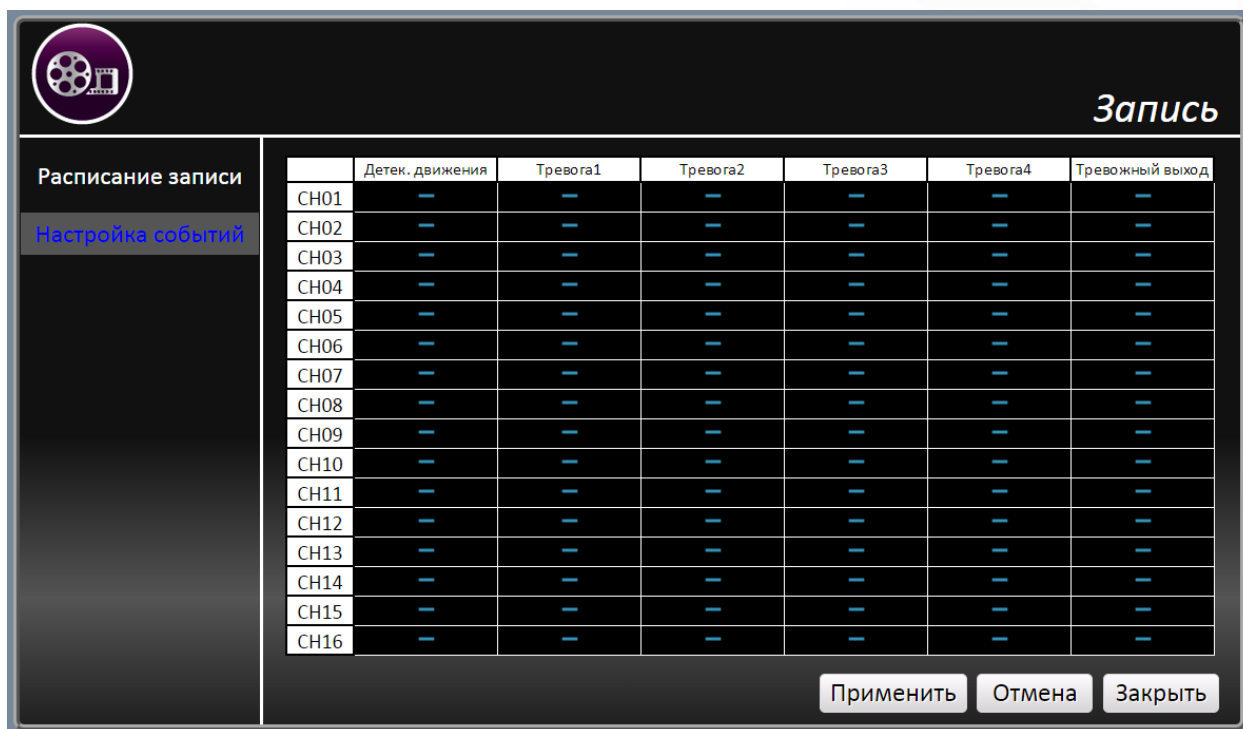 Запись
Расписание записи
Настройка событий
Детек. движения Тревога1 Тревога2 Тревога3 Тревога4 Тревожный выход
CH01 — — — — — —
CH02 — — — — — —
CH03 — — — — — —
CH04 — — — — — —
CH05 — — — — — —
CH06 — — — — — —
CH07 — — — — — —
CH08 — — — — — —
CH09 — — — — — —
CH10 — — — — — —
CH11 — — — — — —
CH12 — — — — — —
CH13 — — — — — —
CH14 — — — — — —
CH15 — — — — — —
CH16 — — — — — —
Применить Отмена Закрыть